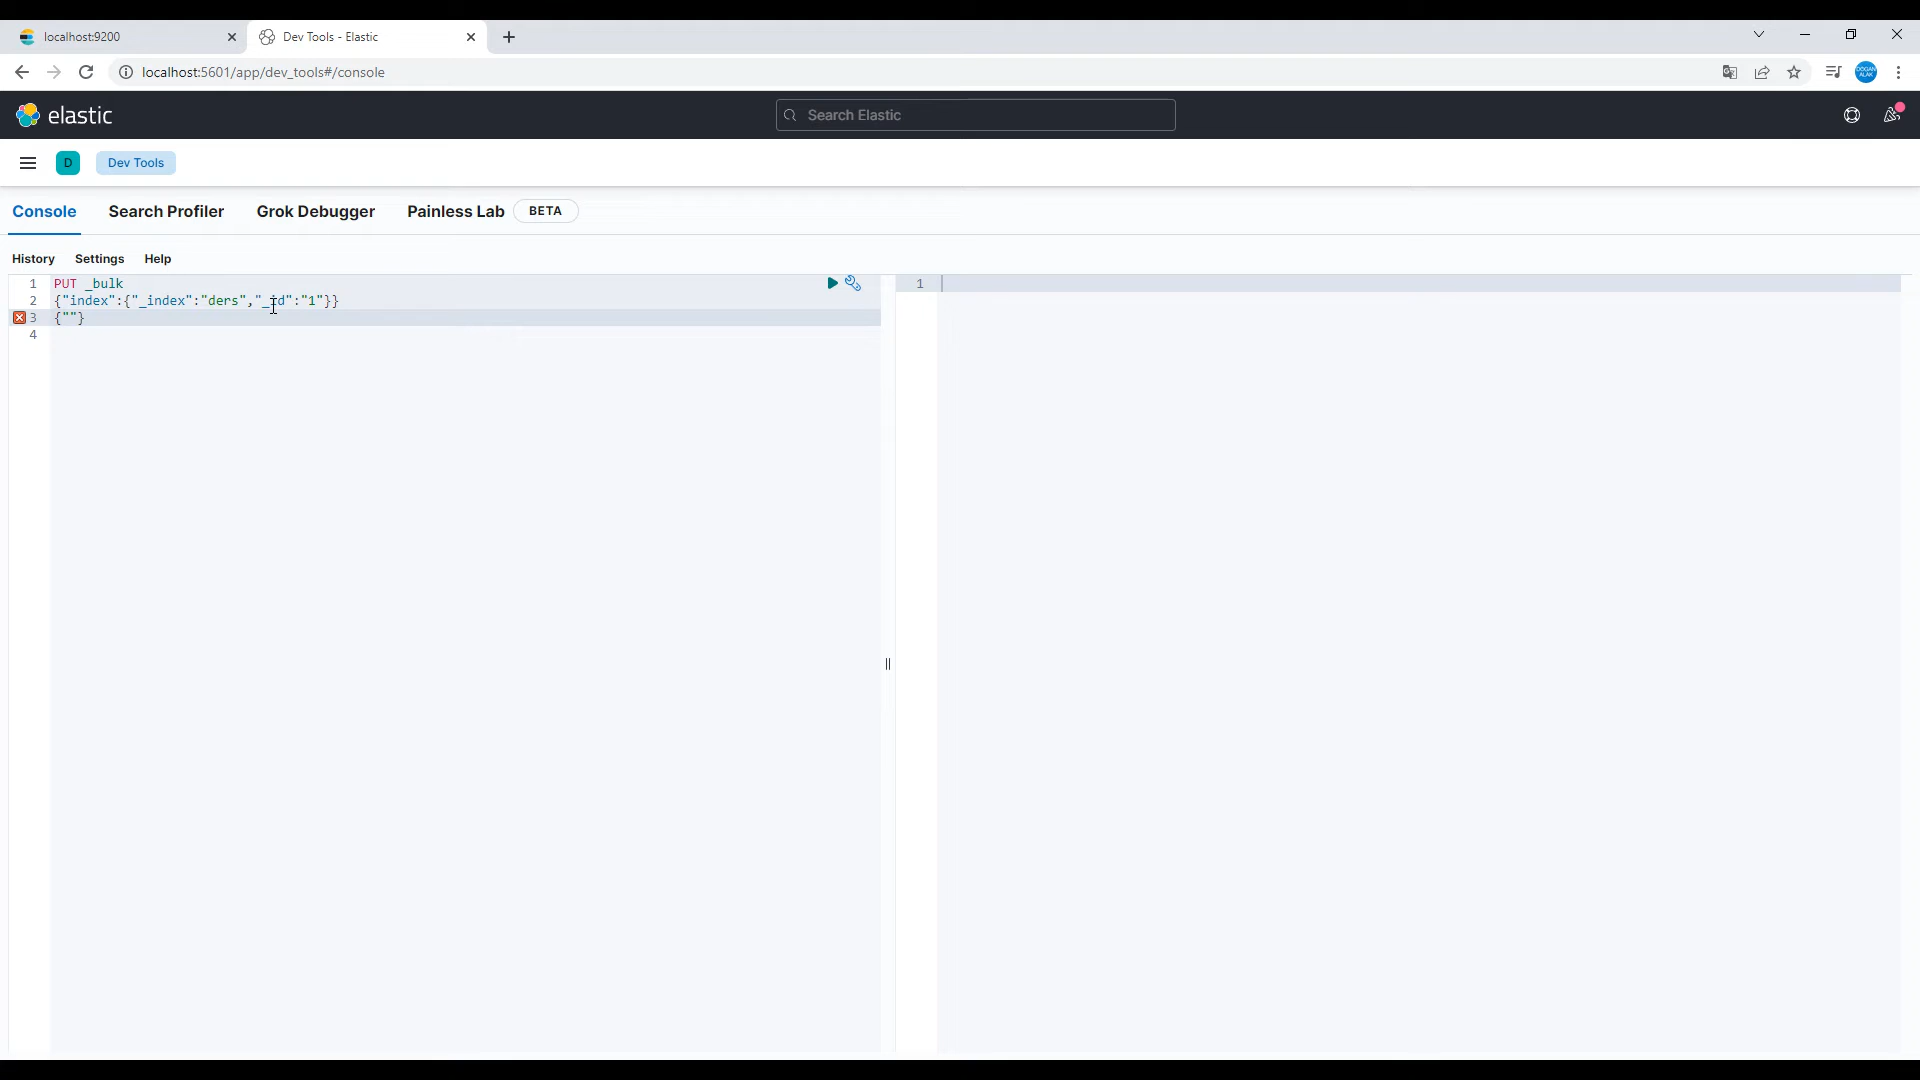 localhost:9200
Dev Tools - Elastic
localhost:5601/app/dev_tools#/console
DOGAN ALAK
elastic
Search Elastic
D
Dev Tools
Console Search Profiler Grok Debugger Painless Lab BETA
History Settings Help
1 PUT _bulk
2 {"index":{"_index":"ders","_id":"1"}}
3 {""}
4
1